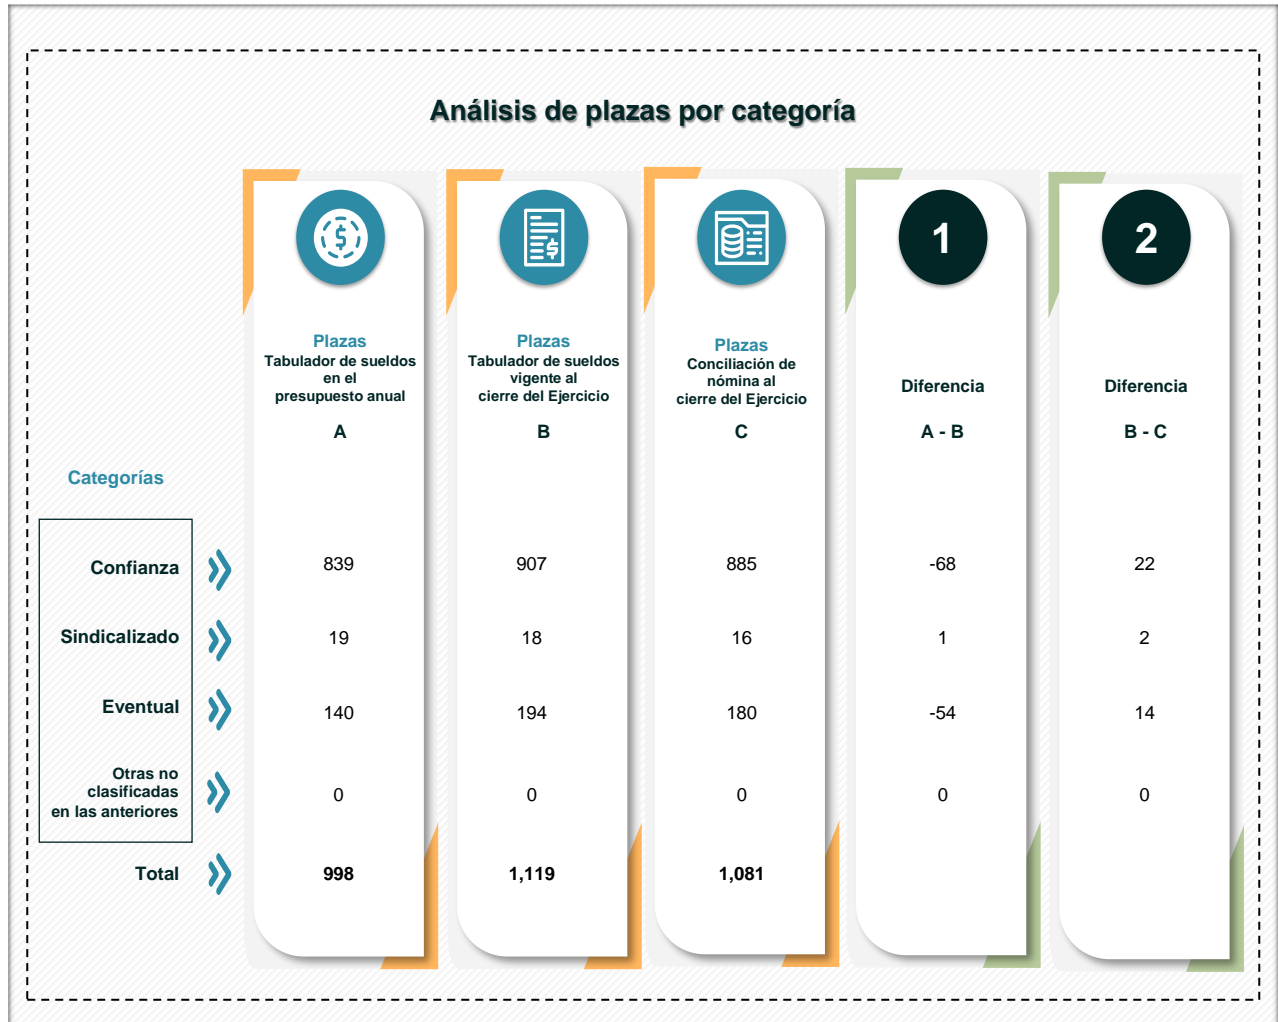 Análisis de plazas por categoría
1
2
Plazas
Tabulador de sueldos
en el
presupuesto anual
A
Plazas
Tabulador de sueldos
vigente al
cierre del Ejercicio
B
Plazas
Conciliación de
nómina al
cierre del Ejercicio
C
Diferencia
A - B
Diferencia
B - C
Categorías
Confianza 839 907 885 -68 22
Sindicalizado 19 18 16 1 2
Eventual 140 194 180 -54 14
Otras no
clasificadas
en las anteriores 0 0 0 0 0
Total 998 1,119 1,081